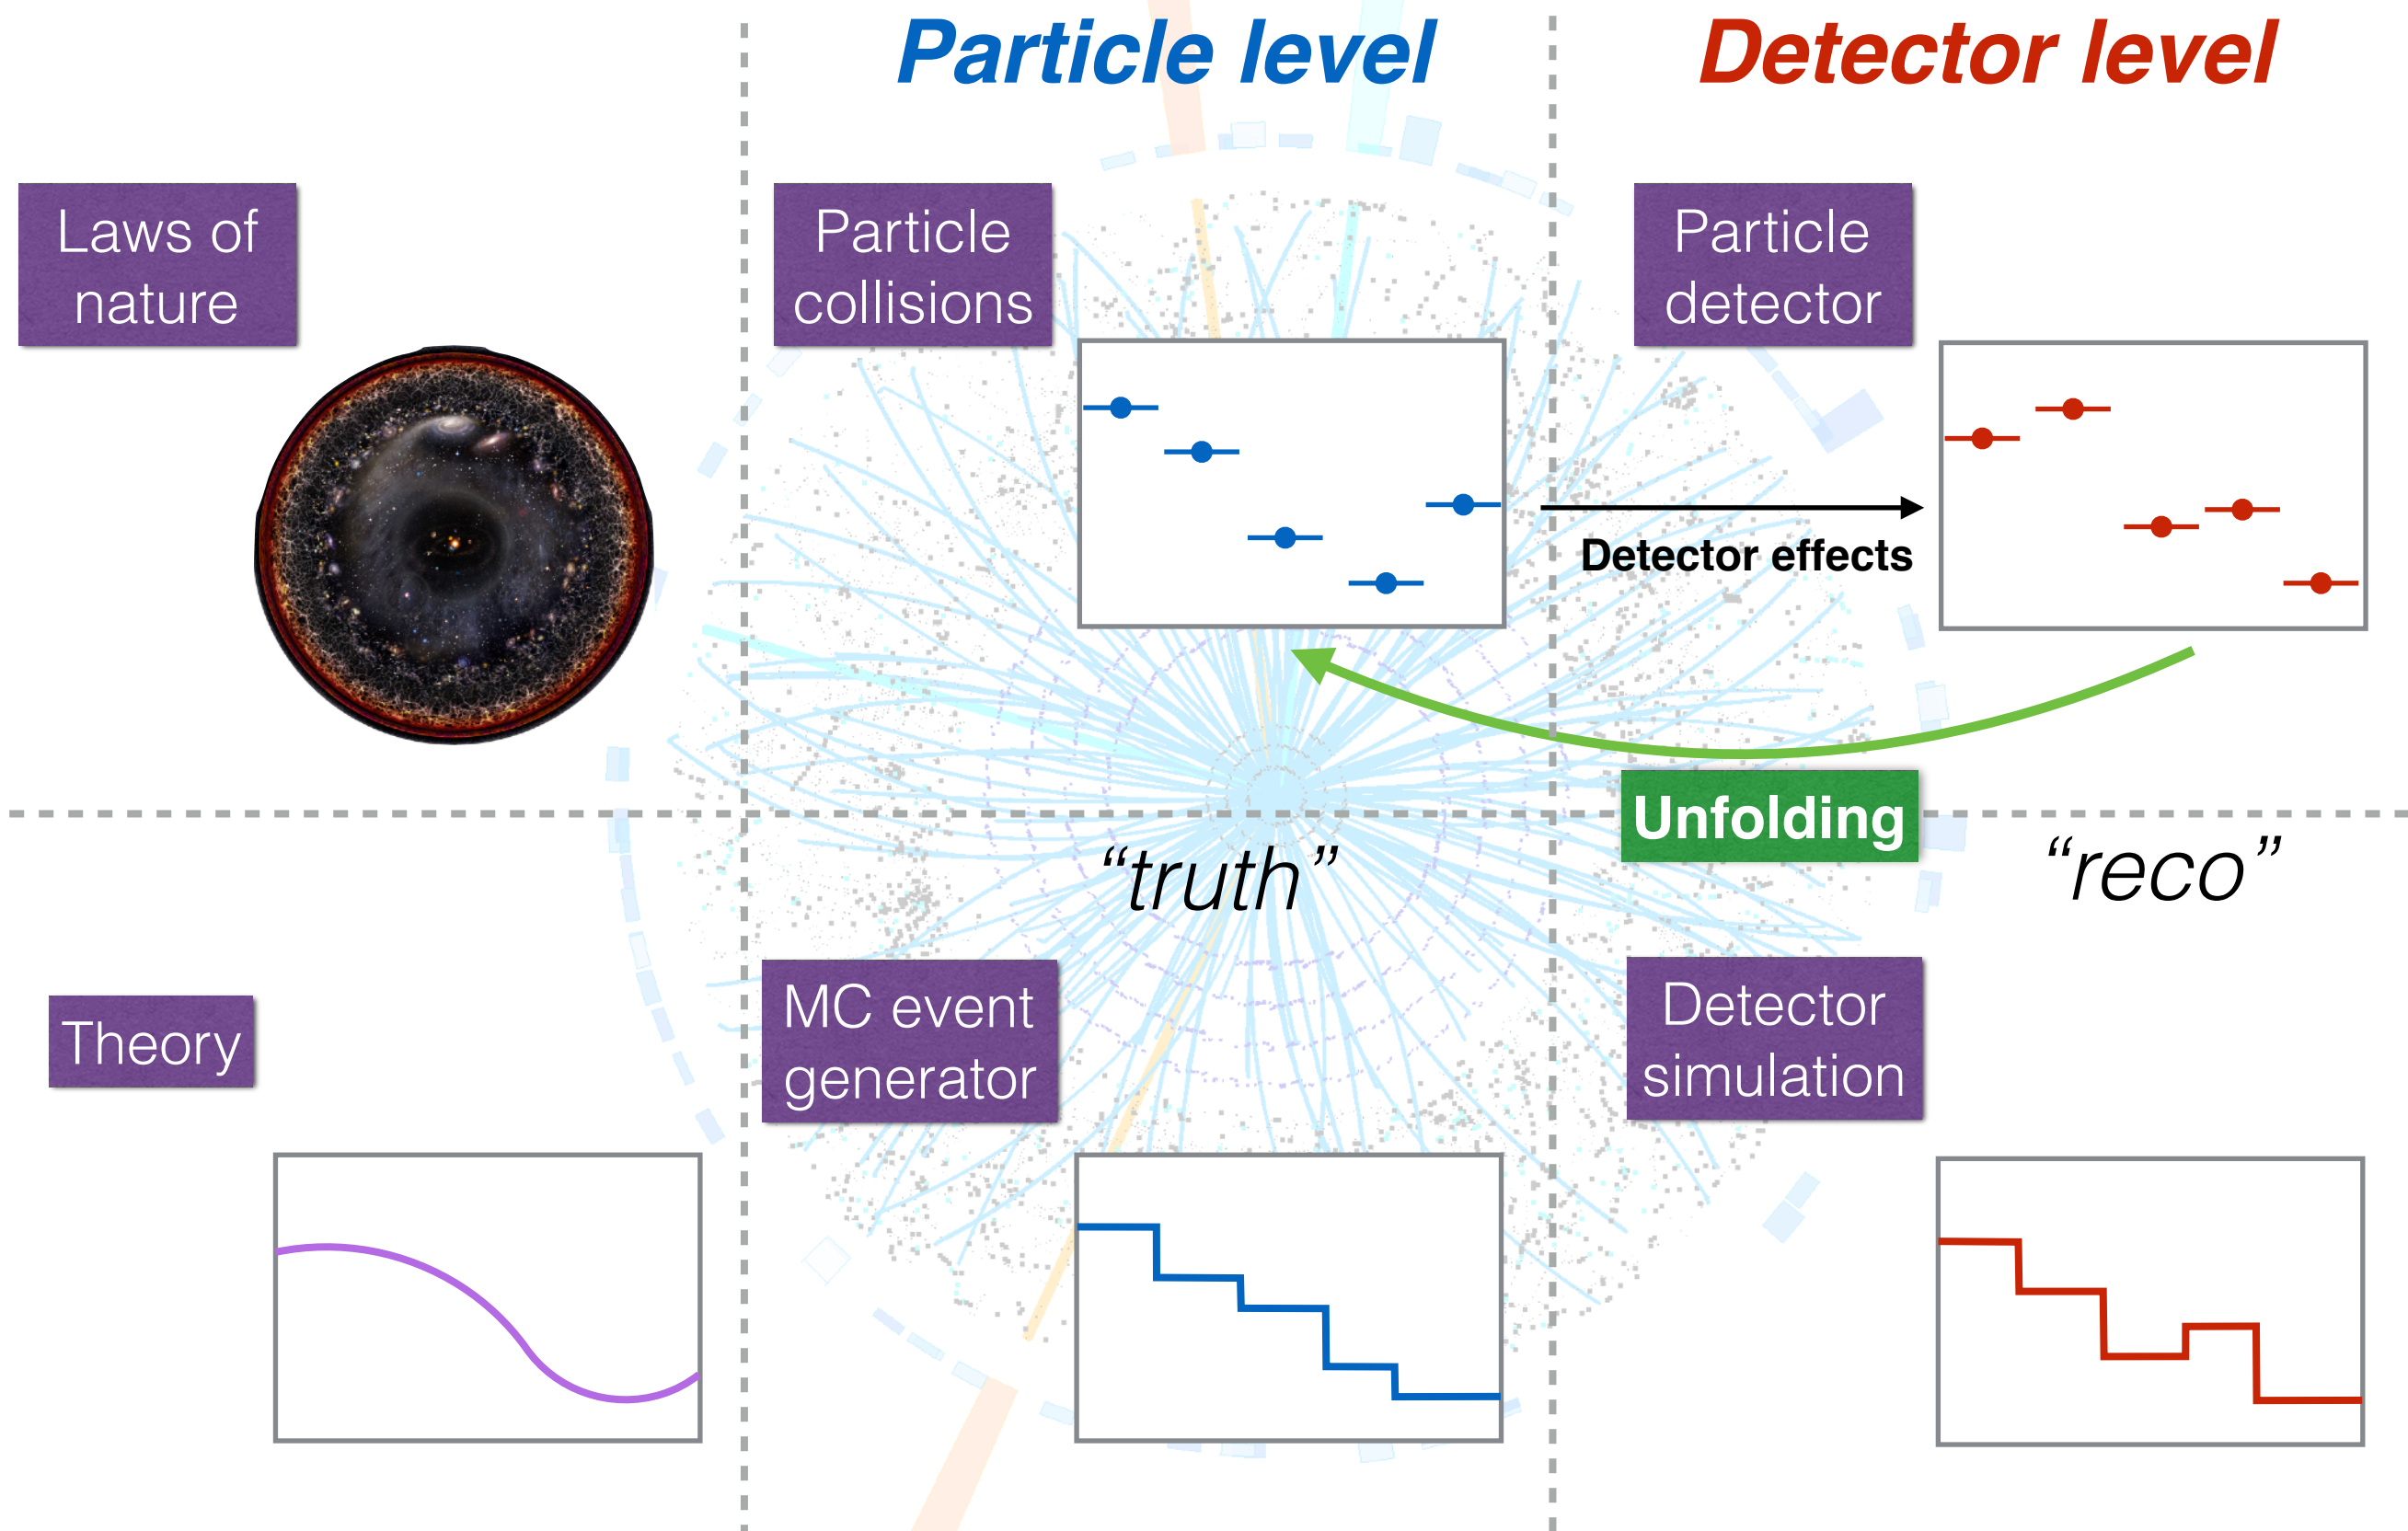 Particle level
Detector level
Laws of
nature
Particle
collisions
Particle
detector
Detector effects
Unfolding
“truth”
“reco”
Theory
MC event
generator
Detector
simulation